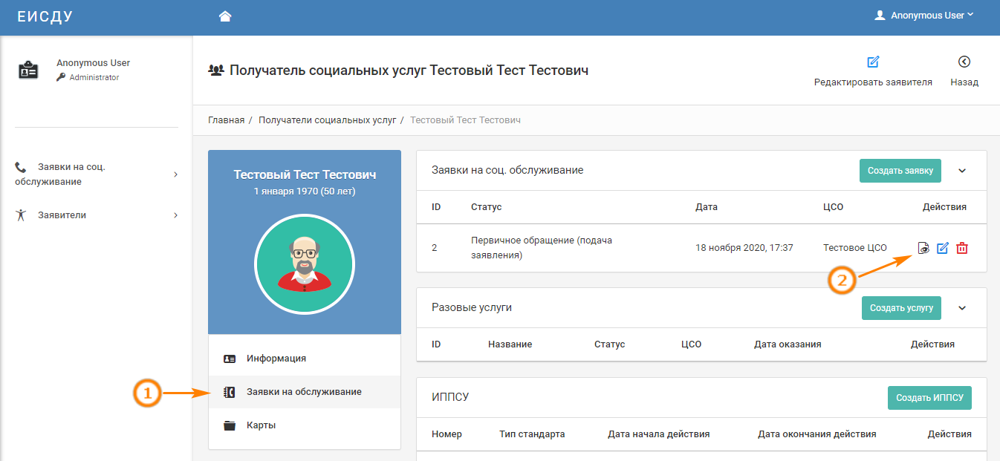 ЕИСДУ
Anonymous User
Anonymous User
Administrator
Заявки на соц.
обслуживание
Заявители
Получатель социальных услуг Тестовый Тест Тестович
Редактировать заявителя
Назад
Главная / Получатели социальных услуг / Тестовый Тест Тестович
Тестовый Тест Тестович
1 января 1970 (50 лет)
Информация
1
Заявки на обслуживание
Карты
Заявки на соц. обслуживание
Создать заявку
ID Статус Дата ЦСО Действия
2 Первичное обращение (подача
заявления) 18 ноября 2020, 17:37 Тестовое ЦСО
2
Разовые услуги
Создать услугу
ID Название Статус ЦСО Дата оказания Действия
ИППСУ
Создать ИППСУ
Номер Тип стандарта Дата начала действия Дата окончания действия Действия